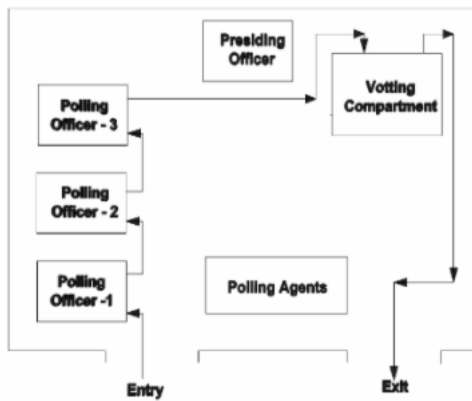 Presiding
Officer
Votting
Compartment
Polling
Officer - 3
Polling
Officer - 2
Polling
Officer -1
Polling Agents
Entry
Exit